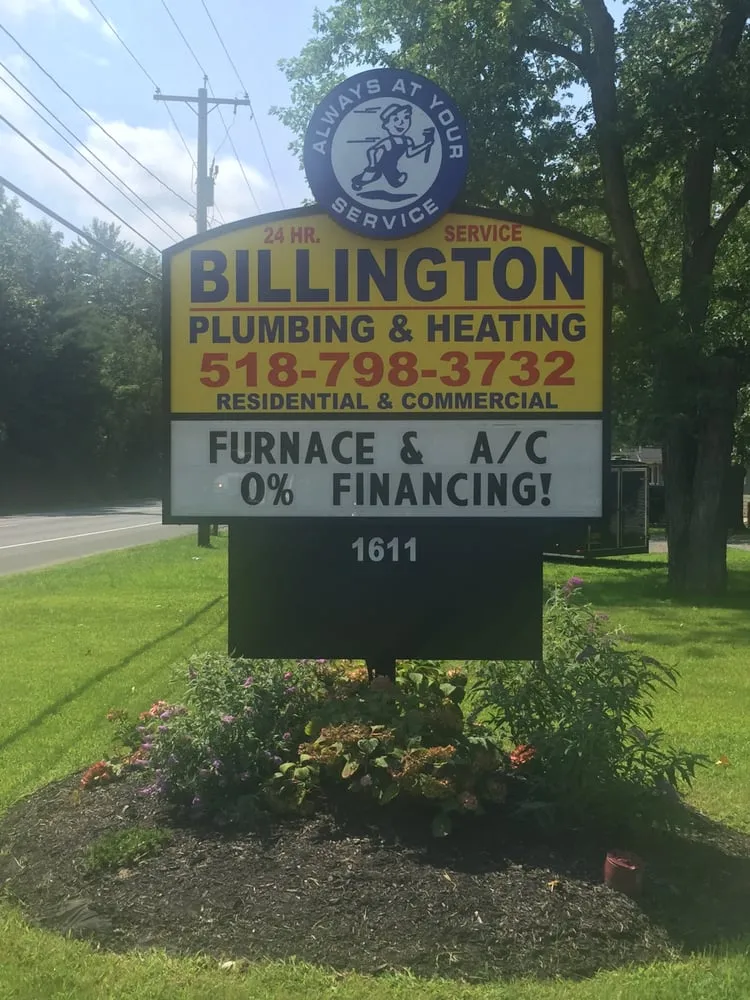 ALWAYS AT YOUR
SERVICE
24 HR. SERVICE
BILLINGTON
PLUMBING & HEATING
518-798-3732
RESIDENTIAL & COMMERCIAL
FURNACE & A/C
0% FINANCING!
1611